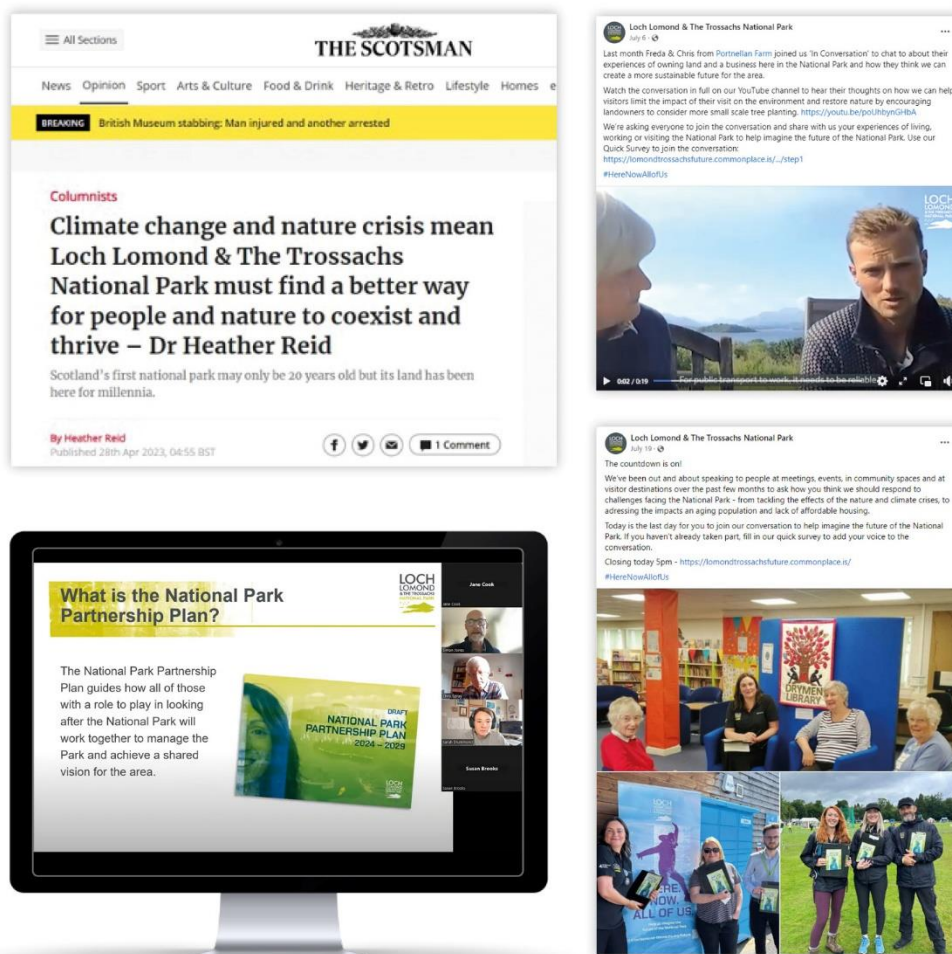 All Sections
THE SCOTSMAN
News Opinion Sport Arts & Culture Food & Drink Heritage & Retro Lifestyle Homes e
BREAKING British Museum stabbing: Man injured and another arrested
Columnists
Climate change and nature crisis mean
Loch Lomond & The Trossachs
National Park must find a better way
for people and nature to coexist and
thrive – Dr Heather Reid
Scotland's first national park may only be 20 years old but its land has been
here for millennia.
By Heather Reid
Published 28th Apr 2023, 04:55 BST
1 Comment
Loch Lomond & The Trossachs National Park
July 6
Last month Freda & Chris from Portnellan Farm joined us 'In Conversation' to chat to about their
experiences of owning land and a business here in the National Park and how they think we can
create a more sustainable future for the area.
Watch the conversation in full on our YouTube channel to hear their thoughts on how we can help
visitors limit the impact of their visit on the environment and restore nature by encouraging
landowners to consider more small scale tree planting. https://youtu.be/poUhbynGHbA
We're asking everyone to join the conversation and share with us your experiences of living,
working or visiting the National Park to help imagine the future of the National Park. Use our
Quick Survey to join the conversation:
https://lomondtrossachsfuture.commonplace.is/.../step1
#HereNowAllofUs
LOCH
LOMOND
0:02 / 0:19
For public transport to work, it needs to be reliable
Loch Lomond & The Trossachs National Park
July 19
The countdown is on!
We've been out and about speaking to people at meetings, events, in community spaces and at
visitor destinations over the past few months to ask how you think we should respond to
challenges facing the National Park - from tackling the effects of the nature and climate crises, to
adressing the impacts an aging population and lack of affordable housing.
Today is the last day for you to join our conversation to help imagine the future of the National
Park. If you haven't already taken part, fill in our quick survey to add your voice to the
conversation.
Closing today 5pm - https://lomondtrossachsfuture.commonplace.is/
#HereNowAllofUs
DRYMEN
LIBRARY
LOCH
HERE.
NOW.
ALL OF US
What is the National Park
Partnership Plan?
LOCH
LOMOND
& THE TROSSACHS
NATIONAL PARK
The National Park Partnership
Plan guides how all of those
with a role to play in looking
after the National Park will
work together to manage the
Park and achieve a shared
vision for the area.
DRAFT
NATIONAL PARK
PARTNERSHIP PLAN
2024 – 2029
LOCH
LOMOND
Jane Cook
Jane Cook
Susan Brooks
Susan Brooks